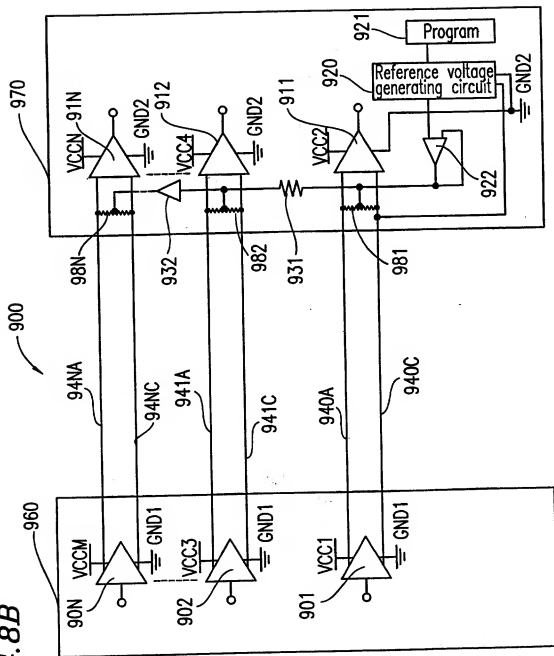 .8B
900
960
970
VCCM
90N
GND1
94NA
94NC
98N
VCCN
91N
GND2
932
VCC3
902
GND1
941A
941C
982
VCC4
912
GND2
931
VCC1
901
GND1
940A
940C
981
VCC2
911
920
921
Program
Reference voltage
generating circuit
922
GND2